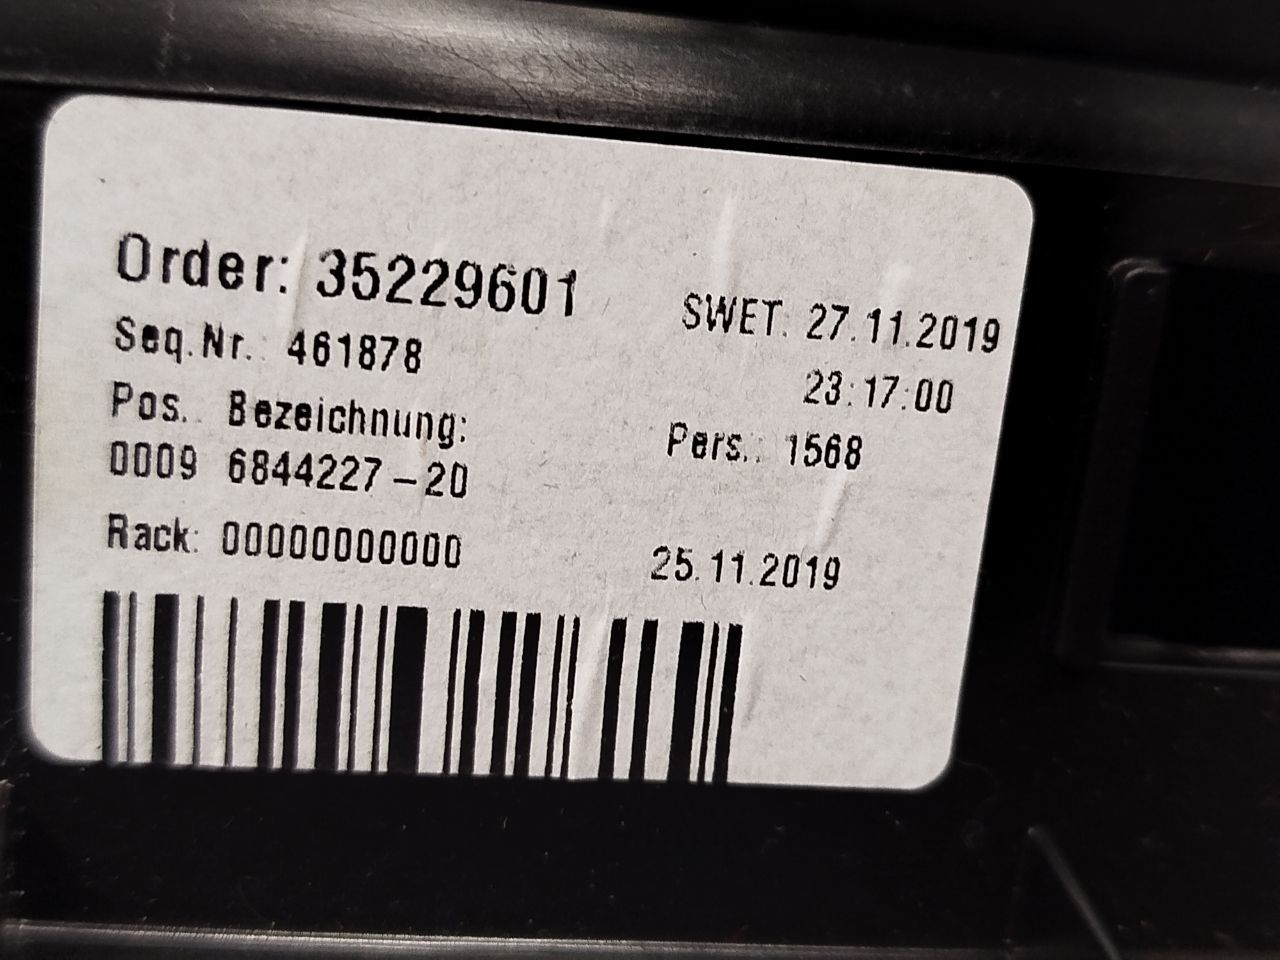 Order: 35229601
SWET: 27.11.2019
Seq.Nr.: 461878
23:17:00
Pos. Bezeichnung:
Pers.: 1568
0009 6844227-20
Rack: 00000000000
25.11.2019